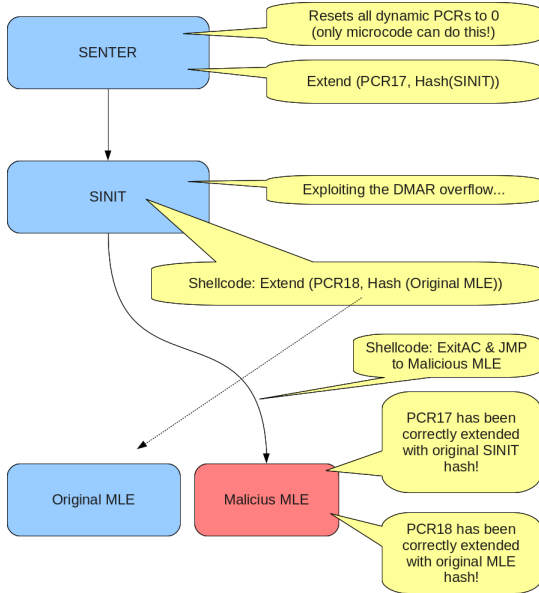 Resets all dynamic PCRs to 0
(only microcode can do this!)
SENTER
Extend (PCR17, Hash(SINIT))
SINIT
Exploiting the DMAR overflow...
Shellcode: Extend (PCR18, Hash (Original MLE))
Shellcode: ExitAC & JMP
to Malicious MLE
PCR17 has been
correctly extended
with original SINIT
hash!
Original MLE
Malicius MLE
PCR18 has been
correctly extended
with original MLE
hash!